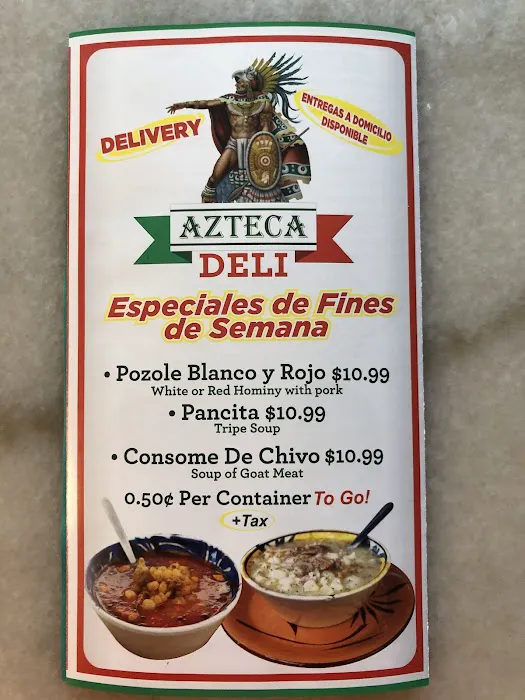 DELIVERY
ENTREGAS A DOMICILIO
DISPONIBLE
AZTECA
DELI
Especiales de Fines
de Semana
• Pozole Blanco y Rojo $10.99
White or Red Hominy with pork
• Pancita $10.99
Tripe Soup
• Consome De Chivo $10.99
Soup of Goat Meat
0.50¢ Per Container To Go!
+Tax